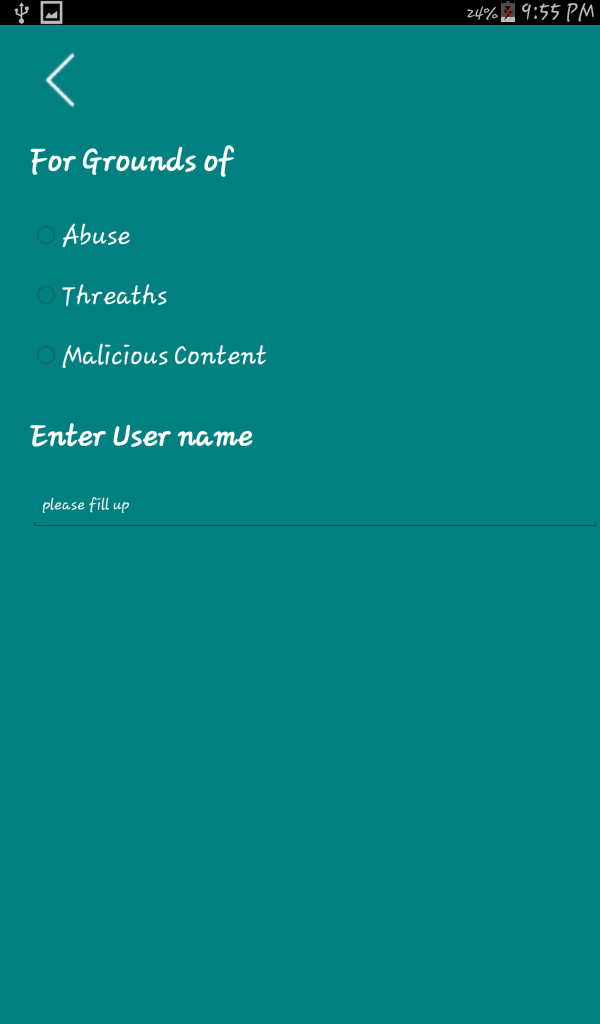 24% 9:55 PM
For Grounds of
Abuse
Threaths
Malicious Content
Enter User name
please fill up